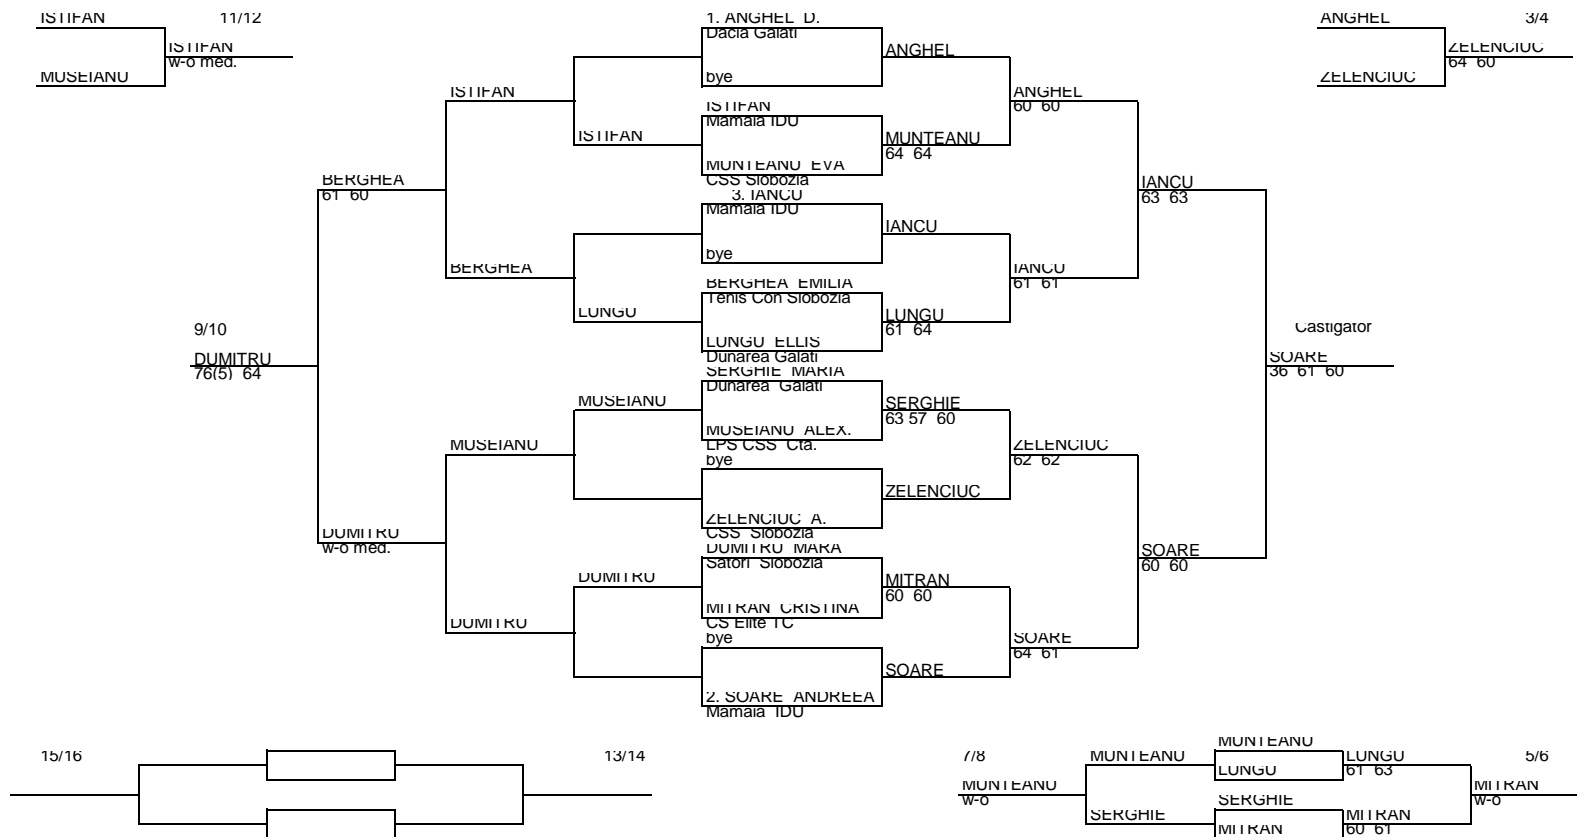 ISTIFAN
11/12
ISTIFAN
w-o med.
MUSEIANU
1. ANGHEL D.
Dacia Galati
bye
ANGHEL
ISTIFAN
Mamaia IDU
MUNTEANU EVA
CSS Slobozia
MUNTEANU
64 64
ANGHEL
60 60
3. IANCU
Mamaia IDU
bye
IANCU
BERGHEA EMILIA
Tenis Con Slobozia
LUNGU ELLIS
Dunarea Galati
LUNGU
61 64
IANCU
61 61
IANCU
63 63
SERGHIE MARIA
Dunarea Galati
MUSEIANU ALEX.
LPS CSS Cta.
SERGHIE
63 57 60
bye
ZELENCIUC A.
CSS Slobozia
ZELENCIUC
ZELENCIUC
62 62
DUMITRU MARA
Satori Slobozia
MITRAN CRISTINA
CS Elite TC
MITRAN
60 60
bye
2. SOARE ANDREEA
Mamaia IDU
SOARE
SOARE
64 61
SOARE
60 60
Castigator
SOARE
36 61 60
ISTIFAN
ISTIFAN
LUNGU
BERGHEA
BERGHEA
61 60
MUSEIANU
MUSEIANU
DUMITRU
DUMITRU
DUMITRU
w-o med.
9/10
DUMITRU
76(5) 64
ANGHEL
3/4
ZELENCIUC
64 60
ZELENCIUC
15/16
13/14
7/8
MUNTEANU
w-o
MUNTEANU
SERGHIE
MUNTEANU
LUNGU
SERGHIE
MITRAN
LUNGU
61 63
MITRAN
60 61
5/6
MITRAN
w-o